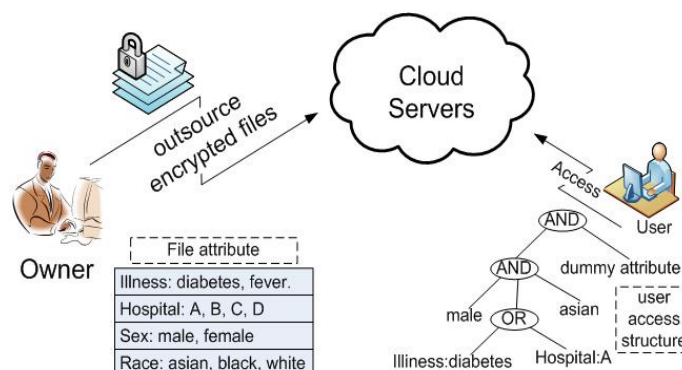 Cloud
Servers
outsource
encrypted files
Access
User
Owner
File attribute
Illness: diabetes, fever.
Hospital: A, B, C, D
Sex: male, female
Race: asian, black, white
AND
AND
dummy attribute
male
OR
asian
Illness:diabetes
Hospital:A
user
access
structure